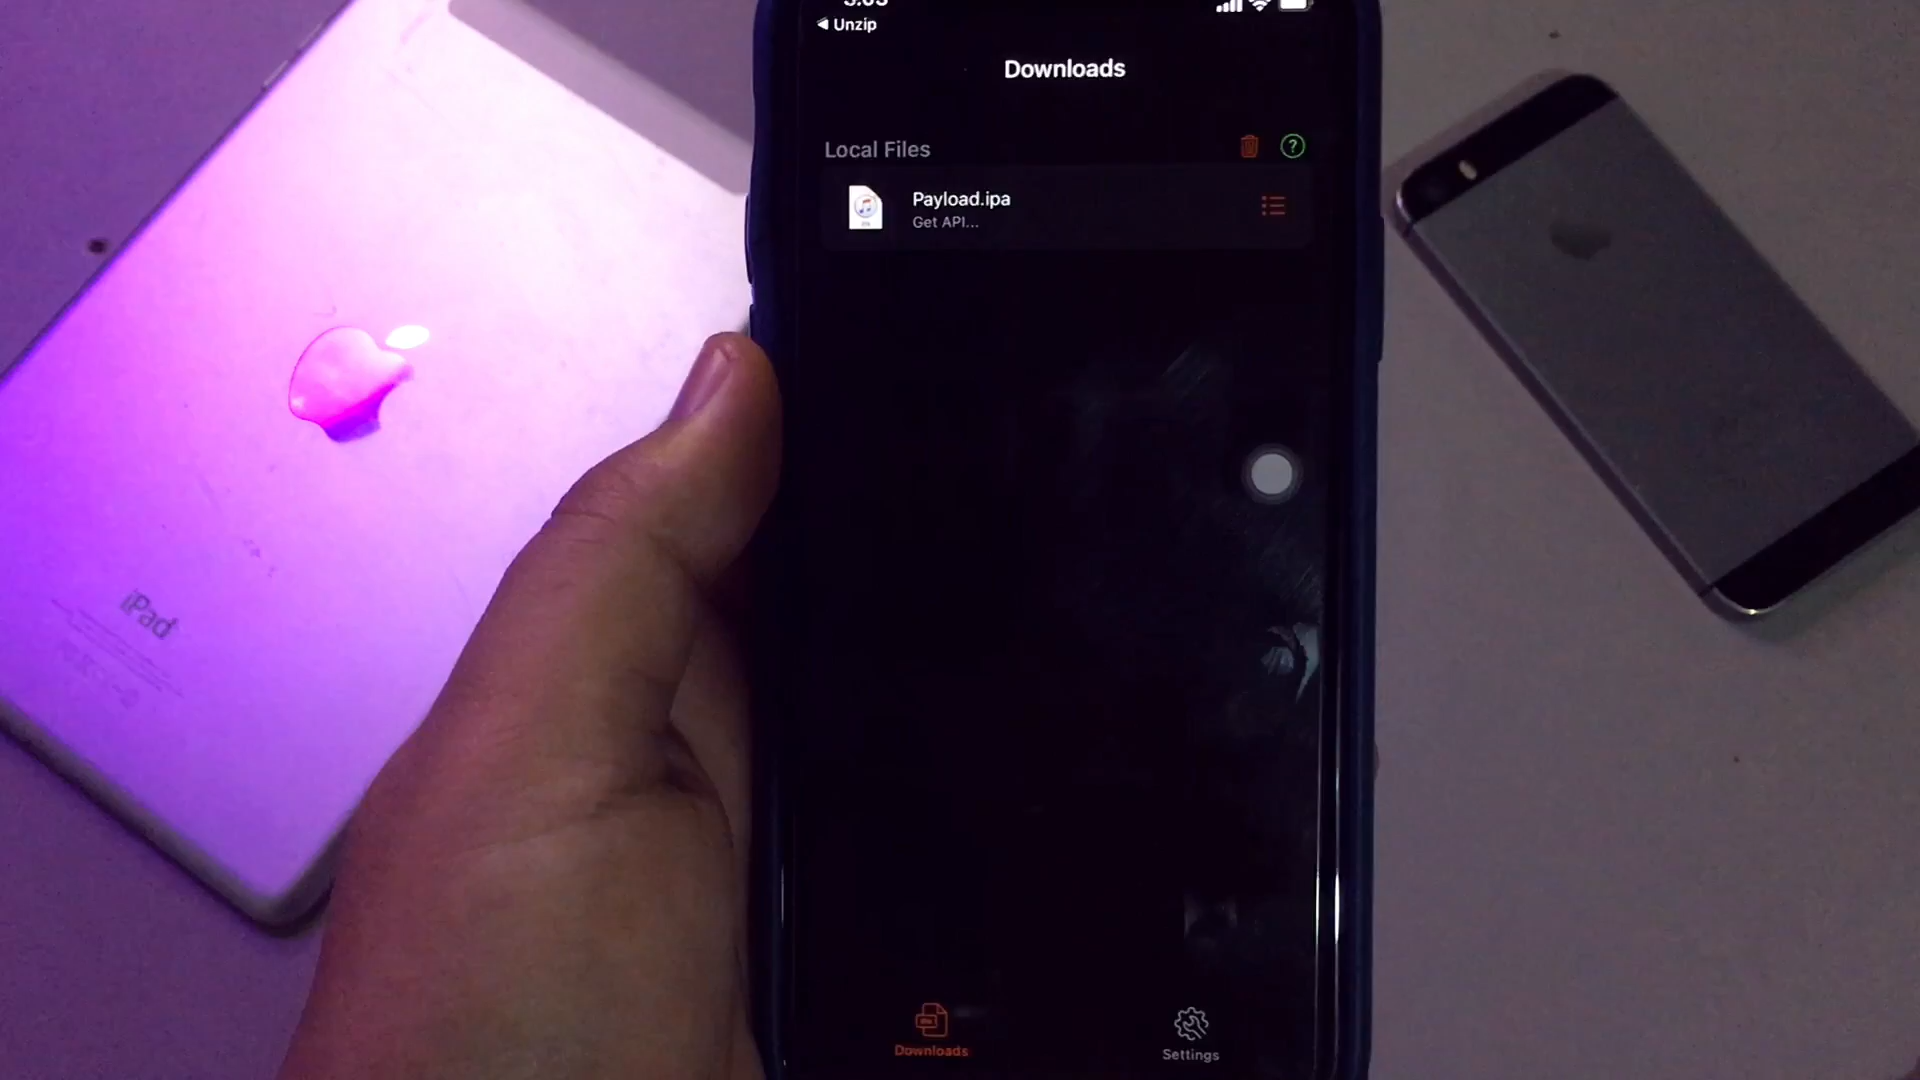 Unzip
Downloads
Local Files
Payload.ipa
Get API...
iPad
Downloads
Settings